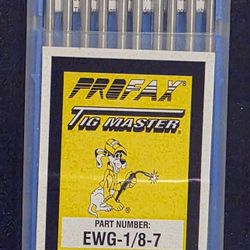 PROFAX®
TIG MASTER®
®
PART NUMBER:
EWG-1/8-7